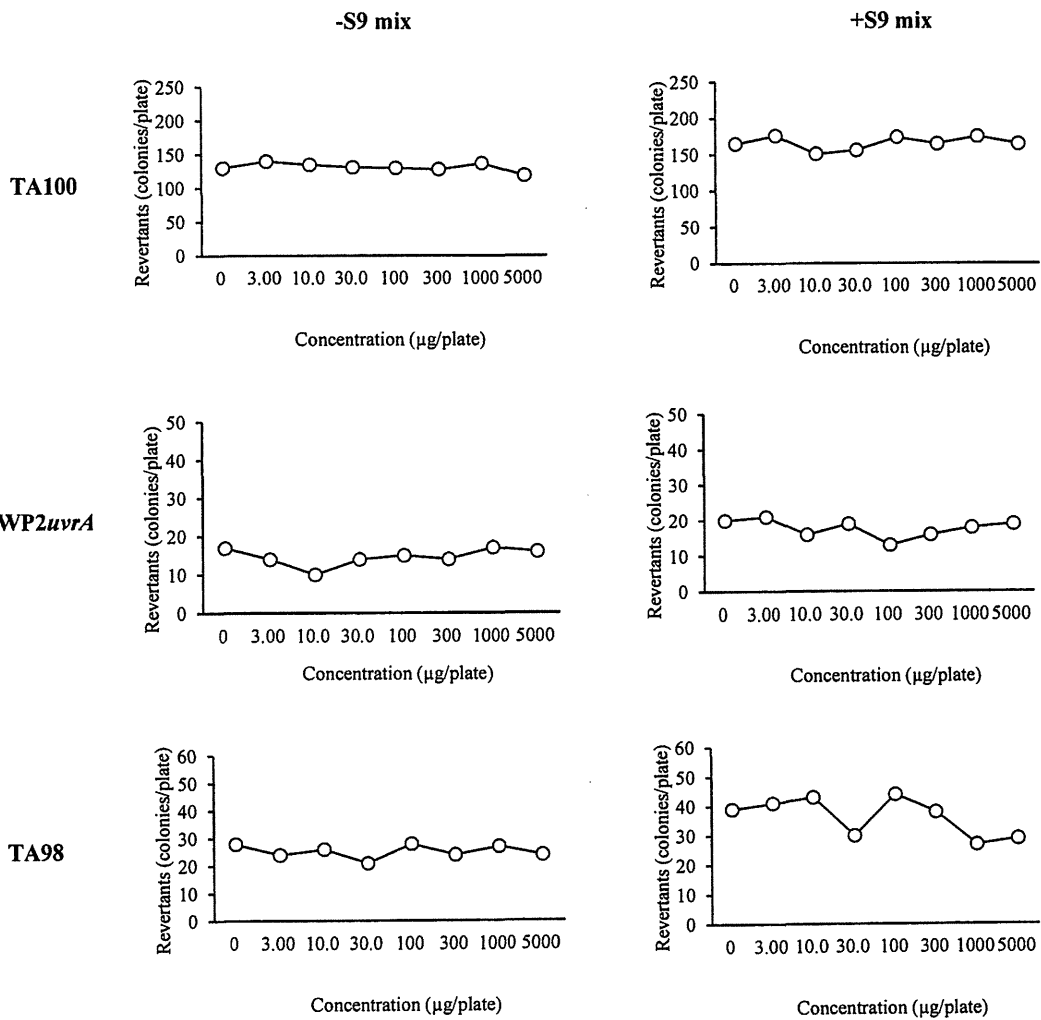 -S9 mix
+S9 mix
TA100
Revertants (colonies/plate)
250
200
150
100
50
0
0 3.00 10.0 30.0 100 300 1000 5000
Concentration (µg/plate)
Revertants (colonies/plate)
250
200
150
100
50
0
0 3.00 10.0 30.0 100 300 1000 5000
Concentration (µg/plate)
WP2uvrA
Revertants (colonies/plate)
50
40
30
20
10
0
0 3.00 10.0 30.0 100 300 1000 5000
Concentration (µg/plate)
Revertants (colonies/plate)
50
40
30
20
10
0
0 3.00 10.0 30.0 100 300 1000 5000
Concentration (µg/plate)
TA98
Revertants (colonies/plate)
60
50
40
30
20
10
0
0 3.00 10.0 30.0 100 300 1000 5000
Concentration (µg/plate)
Revertants (colonies/plate)
60
50
40
30
20
10
0
0 3.00 10.0 30.0 100 300 1000 5000
Concentration (µg/plate)